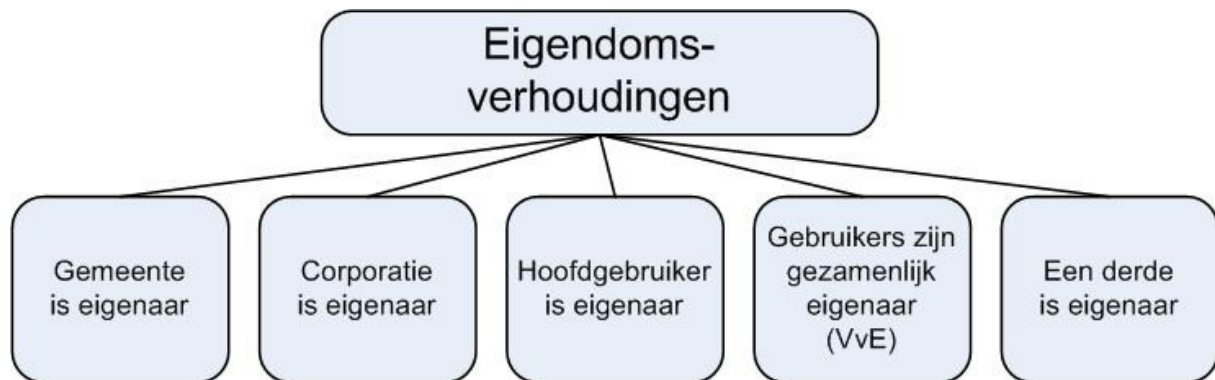 Eigendoms-
verhoudingen
Gemeente
is eigenaar
Corporatie
is eigenaar
Hoofdgebruiker
is eigenaar
Gebruikers zijn
gezamenlijk
eigenaar
(VvE)
Een derde
is eigenaar